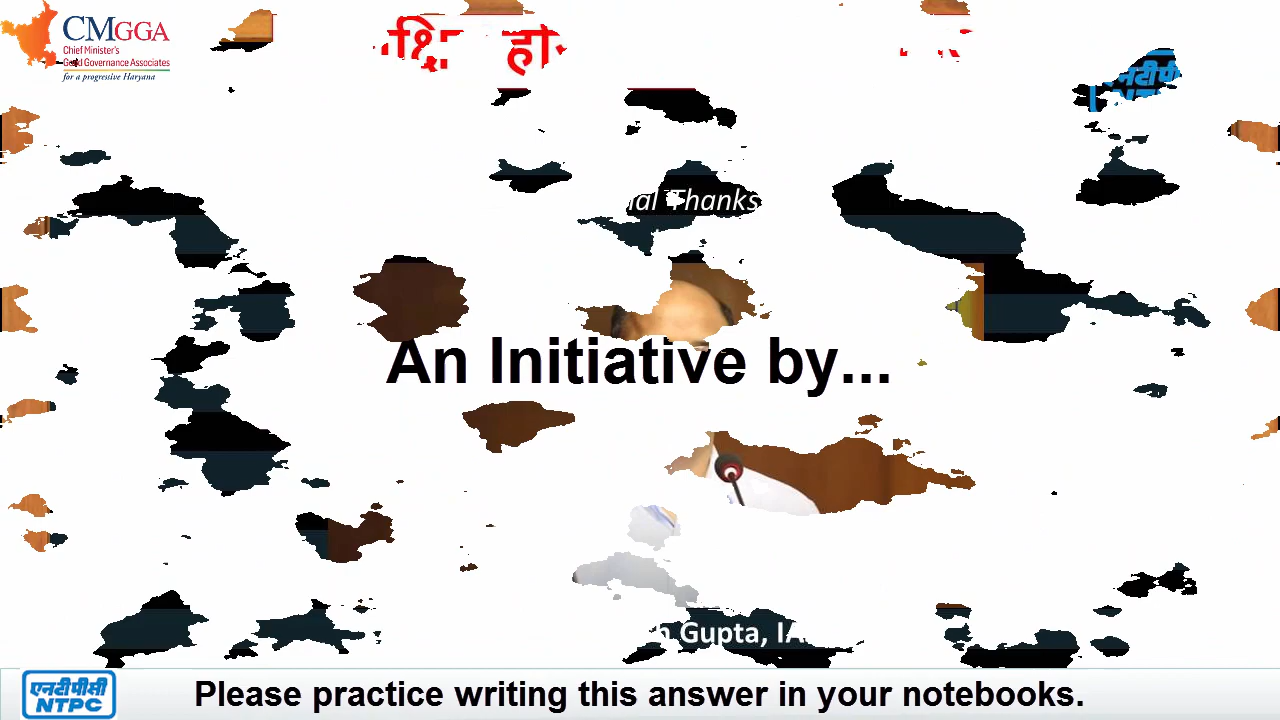 CMGGA
Chief Minister's
Good Governance Associates
for a progressive Haryana
Thanks
An Initiative by...
Gupta,
एनटीपीसी
NTPC
Please practice writing this answer in your notebooks.